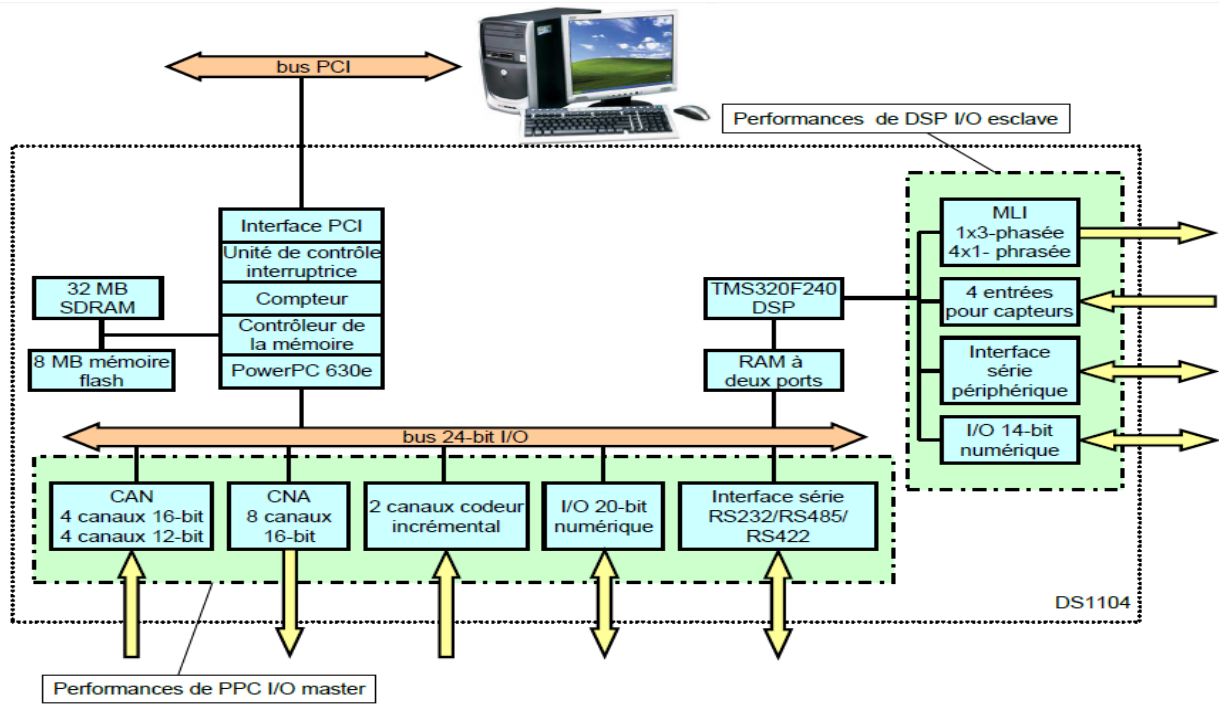 bus PCI
Performances de DSP I/O esclave
Interface PCI
Unité de contrôle
interruptrice
Compteur
Contrôleur de
la mémoire
PowerPC 630e
32 MB
SDRAM
8 MB mémoire
flash
TMS320F240
DSP
RAM à
deux ports
MLI
1x3-phasée
4x1- phrasée
4 entrées
pour capteurs
Interface
série
périphérique
I/O 14-bit
numérique
bus 24-bit I/O
CAN
4 canaux 16-bit
4 canaux 12-bit
CNA
8 canaux
16-bit
2 canaux codeur
incrémental
I/O 20-bit
numérique
Interface série
RS232/RS485/
RS422
DS1104
Performances de PPC I/O master